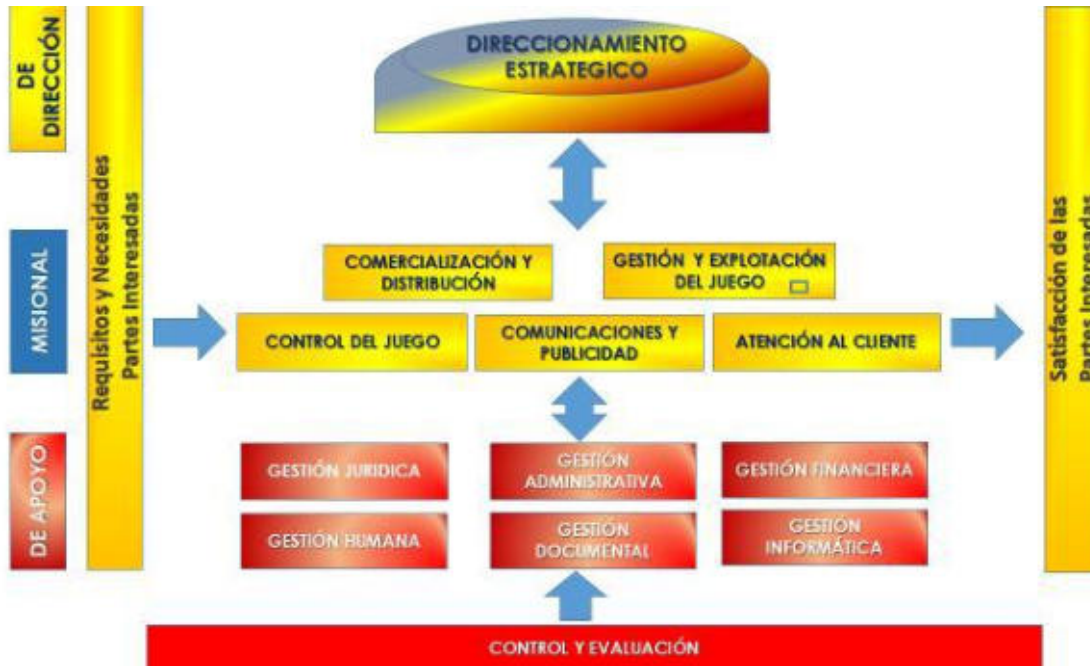 DE
DIRECCIÓN
DIRECCIONAMIENTO
ESTRATEGICO
Requisitos y Necesidades
Partes Interesadas
MISIONAL
COMERCIALIZACIÓN Y
DISTRIBUCIÓN
GESTIÓN Y EXPLOTACIÓN
DEL JUEGO
CONTROL DEL JUEGO
COMUNICACIONES Y
PUBLICIDAD
ATENCIÓN AL CLIENTE
Satisfacción de las
Partes Interesadas
DE APOYO
GESTIÓN JURIDICA
GESTIÓN
ADMINISTRATIVA
GESTIÓN FINANCIERA
GESTIÓN HUMANA
GESTIÓN
DOCUMENTAL
GESTIÓN
INFORMÁTICA
CONTROL Y EVALUACIÓN